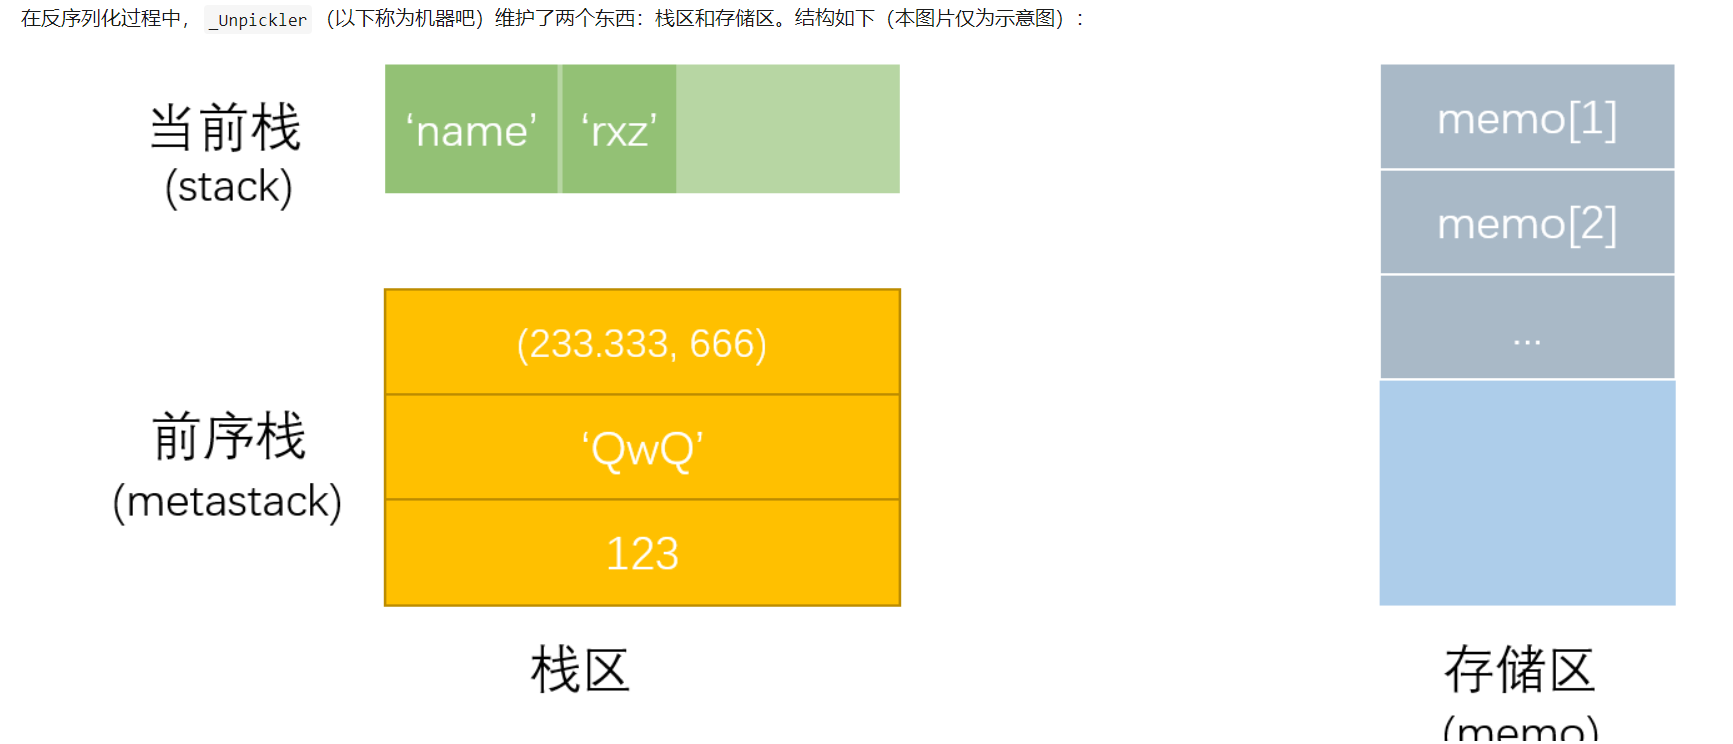 在反序列化过程中， _Unpickler （以下称为机器吧）维护了两个东西：栈区和存储区。结构如下（本图片仅为示意图）：
当前栈
(stack)
‘name’ ‘rxz’
前序栈
(metastack)
(233.333, 666)
‘QwQ’
123
栈区
memo[1]
memo[2]
...
存储区
(memo)